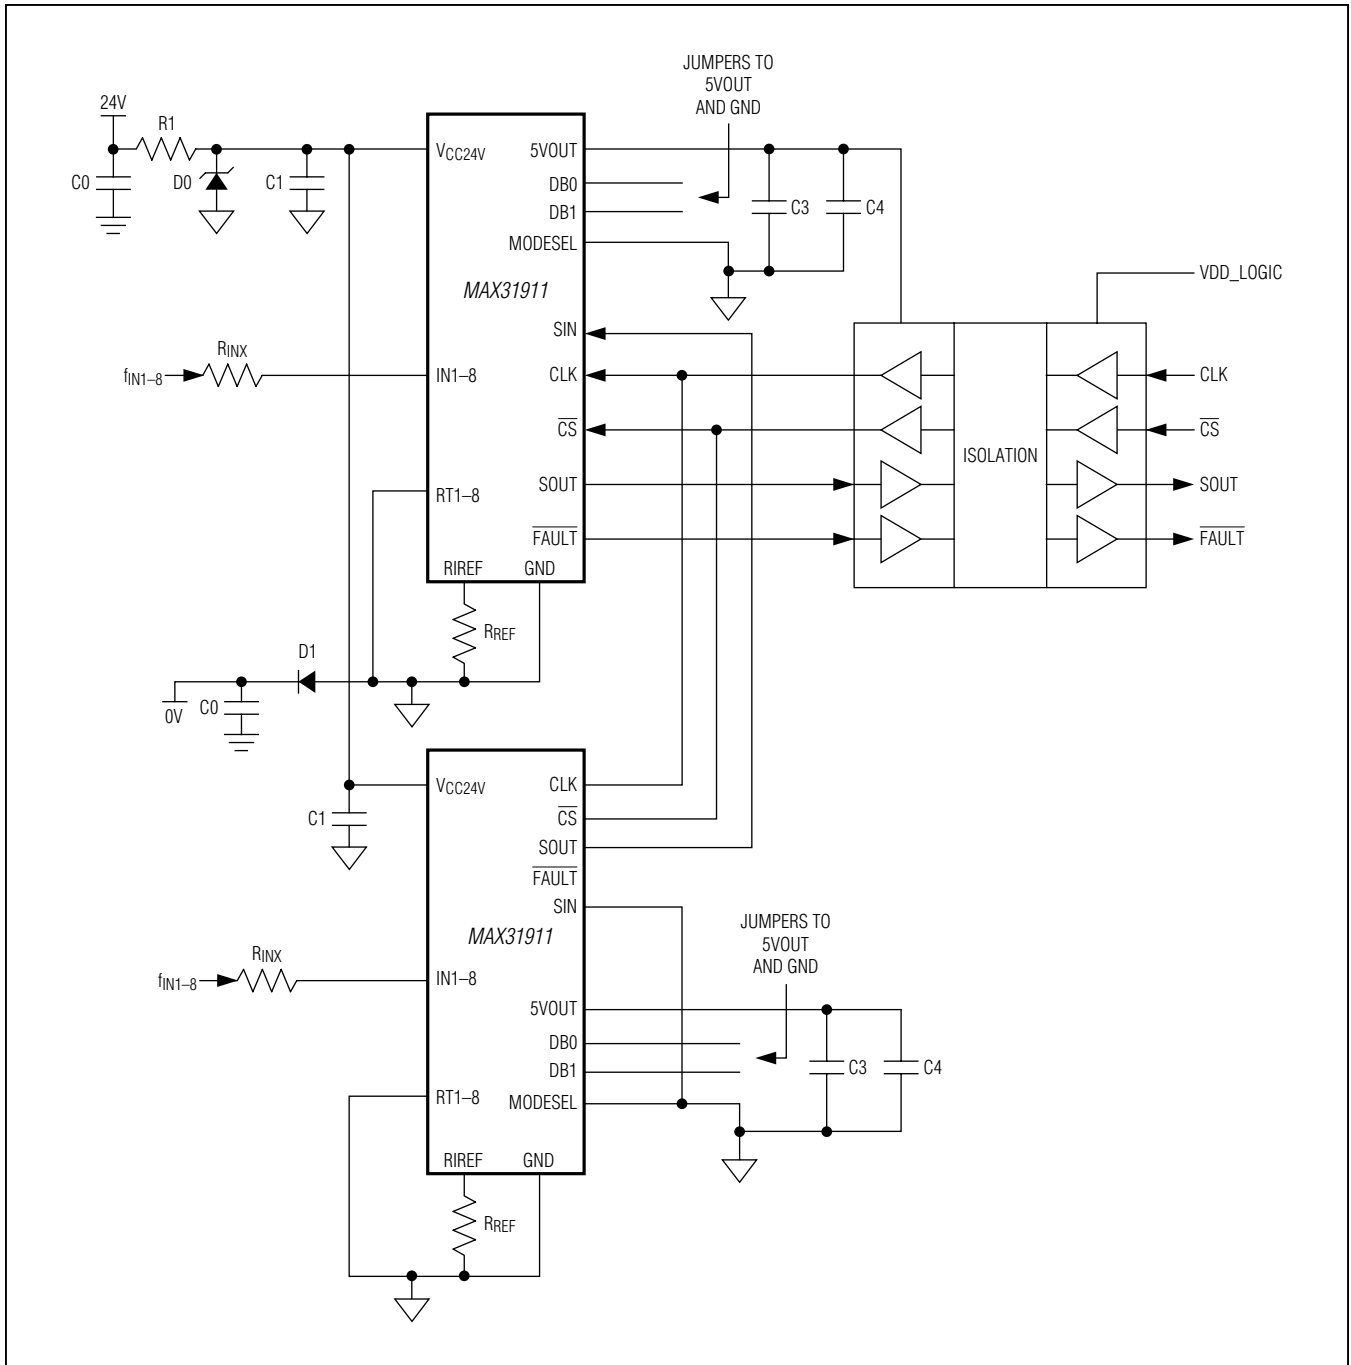 JUMPERS TO
5VOUT
AND GND
24V
R1
C0
D0
C1
VCC24V
5VOUT
DB0
DB1
MODESEL
C3
C4
MAX31911
VDD_LOGIC
SIN
RINX
fIN1–8
IN1–8
CLK
CLK
CS
CS
ISOLATION
RT1–8
SOUT
SOUT
FAULT
FAULT
RIREF
GND
RREF
D1
0V
C0
VCC24V
CLK
C1
CS
SOUT
FAULT
SIN
MAX31911
JUMPERS TO
5VOUT
AND GND
RINX
fIN1–8
IN1–8
5VOUT
DB0
DB1
C3
C4
RT1–8
MODESEL
RIREF
GND
RREF